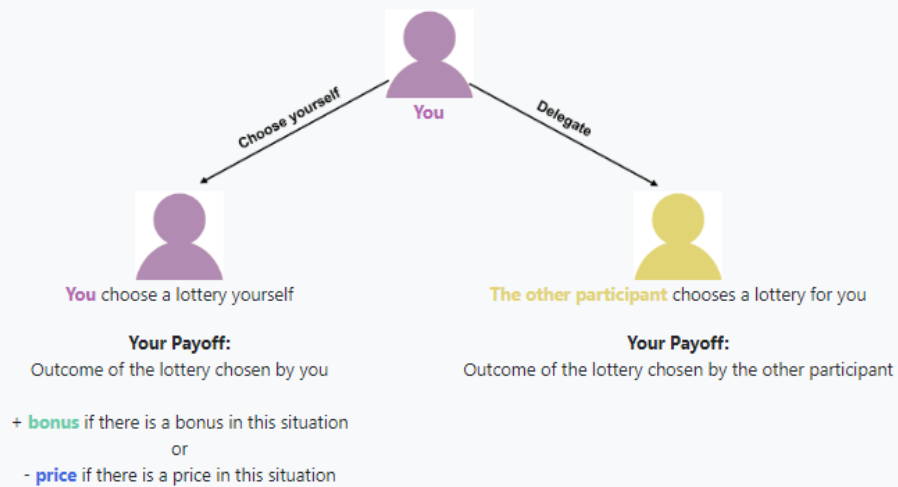 You
Choose yourself
Delegate
You choose a lottery yourself
Your Payoff:
Outcome of the lottery chosen by you
+ bonus if there is a bonus in this situation
or
- price if there is a price in this situation
The other participant chooses a lottery for you
Your Payoff:
Outcome of the lottery chosen by the other participant